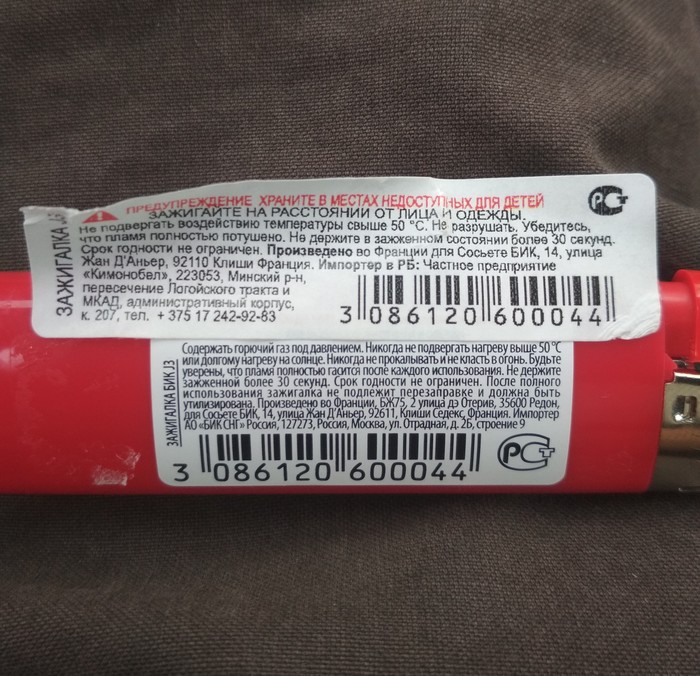 ЗАЖИГАЛКА J3
ПРЕДУПРЕЖДЕНИЕ ХРАНИТЕ В МЕСТАХ НЕДОСТУПНЫХ ДЛЯ ДЕТЕЙ
ЗАЖИГАЙТЕ НА РАССТОЯНИИ ОТ ЛИЦА И ОДЕЖДЫ.
Не подвергать воздействию температуры свыше 50 °С. Не разрушать. Убедитесь,
что пламя полностью потушено. Не держите в зажженном состоянии более 30 секунд.
Срок годности не ограничен. Произведено во Франции для Сосьете БИК, 14, улица
Жан Д'Аньер, 92110 Клиши Франция. Импортер в РБ: Частное предприятие
«Кимонобел», 223053, Минский р-н,
пересечение Логойского тракта и
МКАД, административный корпус,
к. 207, тел. + 375 17 242-92-83
3 086120 600044
РСТ
ЗАЖИГАЛКА БИК J3
Содержать горючий газ под давлением. Никогда не подвергать нагреву выше 50 °С
или долгому нагреву на солнце. Никогда не прокалывать и не класть в огонь. Будьте
уверены, что пламя полностью гасится после каждого использования. Не держите
зажженной более 30 секунд. Срок годности не ограничен. После полного
использования зажигалка не подлежит перезаправке и должна быть
утилизирована. Произведено во Франции, БЖ75, 2 улица дэ Отерив, 35600 Редон,
для Сосьете БИК, 14, улица Жан Д'Аньер, 92611, Клиши Седекс, Франция. Импортер
АО «БИК СНГ» Россия, 127273, Россия, Москва, ул. Отрадная, д. 2Б, строение 9
3 086120 600044
РСТ